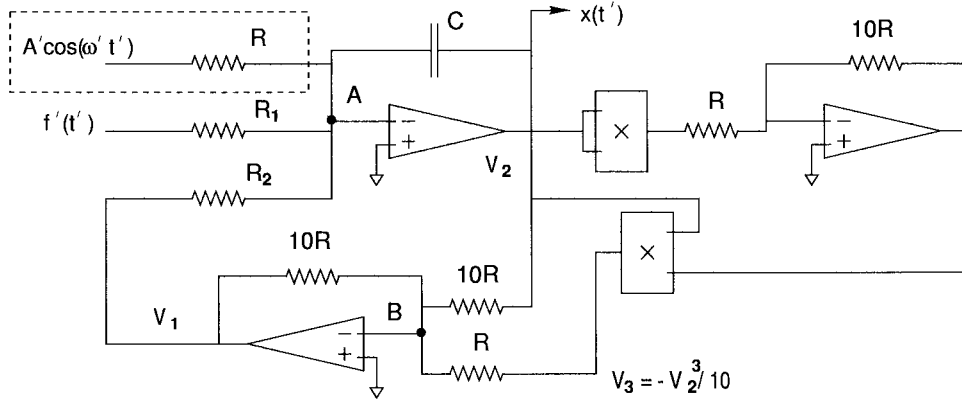 C
x(t′)
A′cos(ω′ t′)
R
10R
f′(t′)
R₁
A
−
+
V₂
×
R
−
+
R₂
10R
10R
×
V₁
B
−
+
R
V₃ = - V₂³/ 10